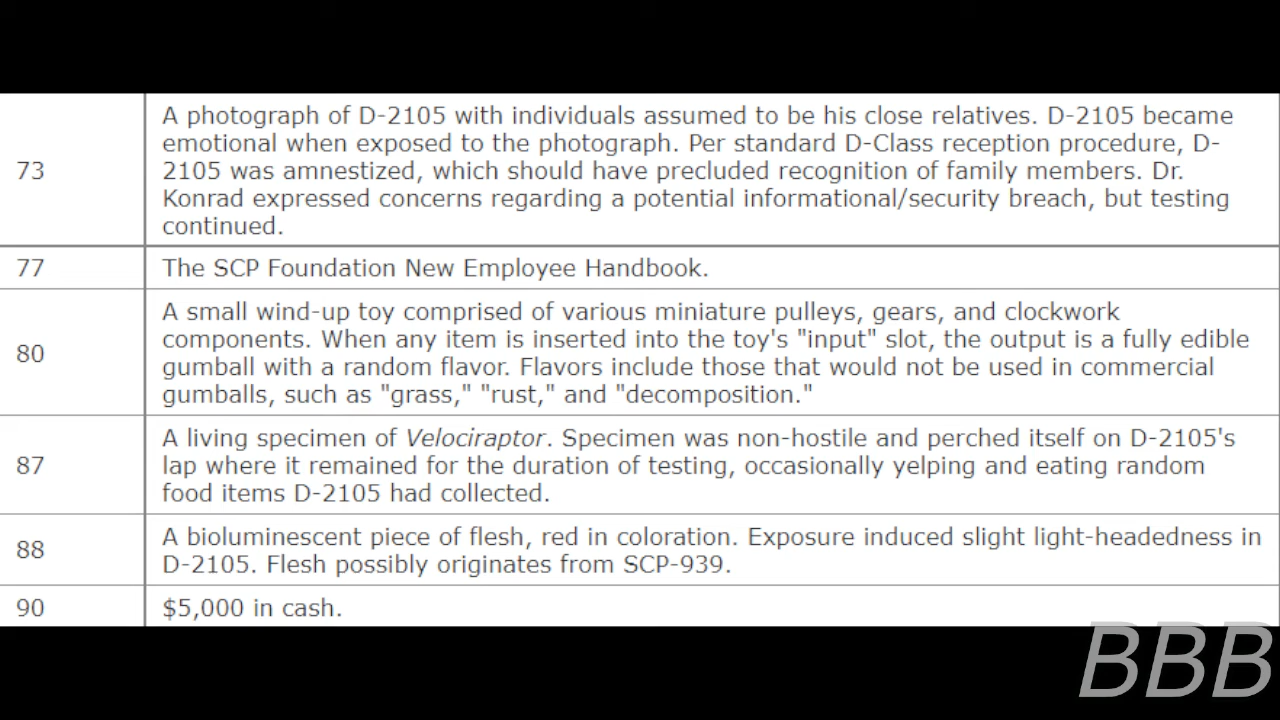 73
A photograph of D-2105 with individuals assumed to be his close relatives. D-2105 became
emotional when exposed to the photograph. Per standard D-Class reception procedure, D-
2105 was amnestized, which should have precluded recognition of family members. Dr.
Konrad expressed concerns regarding a potential informational/security breach, but testing
continued.
77
The SCP Foundation New Employee Handbook.
80
A small wind-up toy comprised of various miniature pulleys, gears, and clockwork
components. When any item is inserted into the toy's "input" slot, the output is a fully edible
gumball with a random flavor. Flavors include those that would not be used in commercial
gumballs, such as "grass," "rust," and "decomposition."
87
A living specimen of Velociraptor. Specimen was non-hostile and perched itself on D-2105's
lap where it remained for the duration of testing, occasionally yelping and eating random
food items D-2105 had collected.
88
A bioluminescent piece of flesh, red in coloration. Exposure induced slight light-headedness in
D-2105. Flesh possibly originates from SCP-939.
90
$5,000 in cash.
BBB